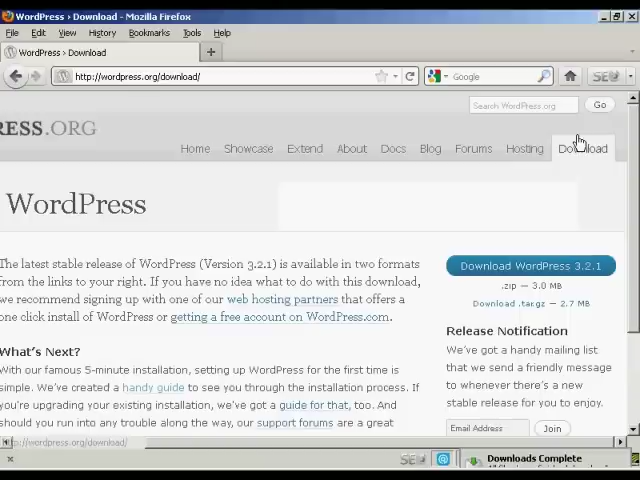 WordPress › Download - Mozilla Firefox
File Edit View History Bookmarks Tools Help
WordPress › Download
http://wordpress.org/download/
Google
Search WordPress.org
Go
RESS.ORG
Home Showcase Extend About Docs Blog Forums Hosting Download
WordPress
The latest stable release of WordPress (Version 3.2.1) is available in two formats
from the links to your right. If you have no idea what to do with this download,
we recommend signing up with one of our web hosting partners that offers a
one click install of WordPress or getting a free account on WordPress.com.
What's Next?
With our famous 5-minute installation, setting up WordPress for the first time is
simple. We've created a handy guide to see you through the installation process. If
you're upgrading your existing installation, we've got a guide for that, too. And
should you run into any trouble along the way, our support forums are a great
Download WordPress 3.2.1
.zip — 3.0 MB
Download .tar.gz — 2.7 MB
Release Notification
We've got a handy mailing list
that we send a friendly message
to whenever there's a new
stable release for you to enjoy.
Email Address
Join
http://wordpress.org/download/
Downloads Complete